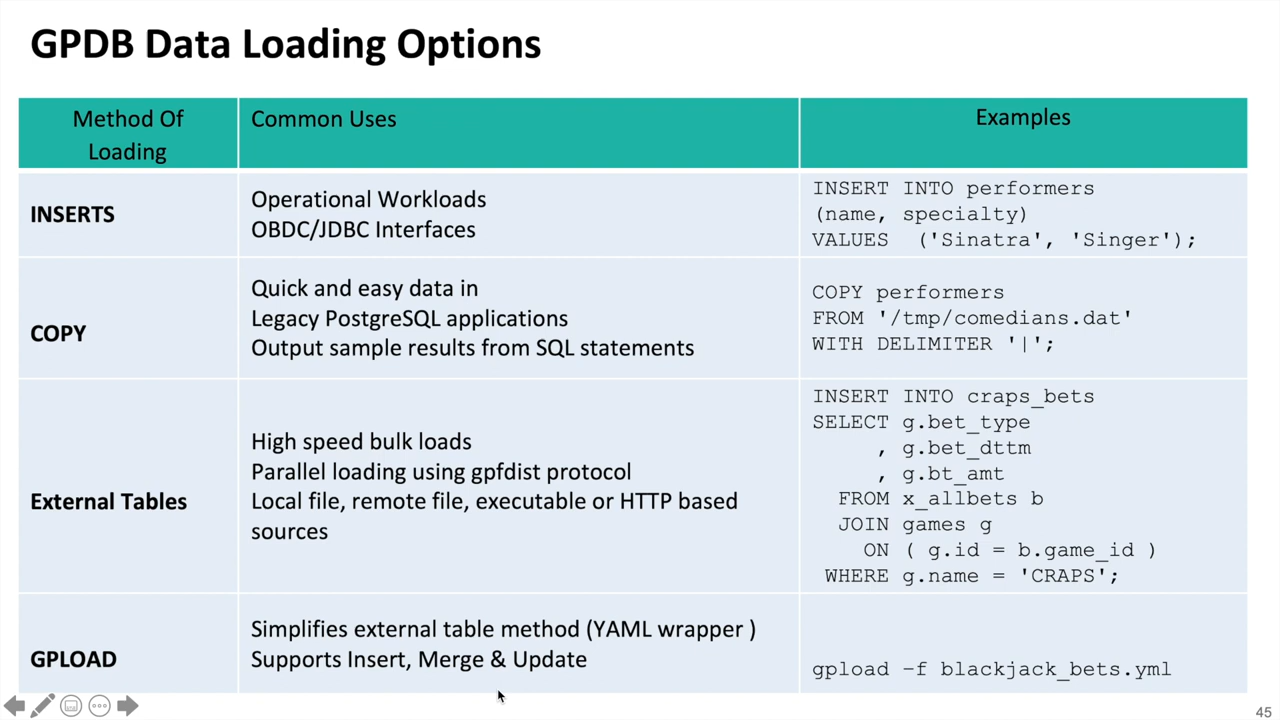 GPDB Data Loading Options
Method Of
Loading
Common Uses
Examples
INSERTS
Operational Workloads
OBDC/JDBC Interfaces
INSERT INTO performers
(name, specialty)
VALUES  ('Sinatra', 'Singer');
COPY
Quick and easy data in
Legacy PostgreSQL applications
Output sample results from SQL statements
COPY performers
FROM '/tmp/comedians.dat'
WITH DELIMITER '|';
External Tables
High speed bulk loads
Parallel loading using gpfdist protocol
Local file, remote file, executable or HTTP based
sources
INSERT INTO craps_bets
SELECT g.bet_type
     , g.bet_dttm
     , g.bt_amt
  FROM x_allbets b
  JOIN games g
    ON ( g.id = b.game_id )
 WHERE g.name = 'CRAPS';
GPLOAD
Simplifies external table method (YAML wrapper )
Supports Insert, Merge & Update
gpload –f blackjack_bets.yml
45